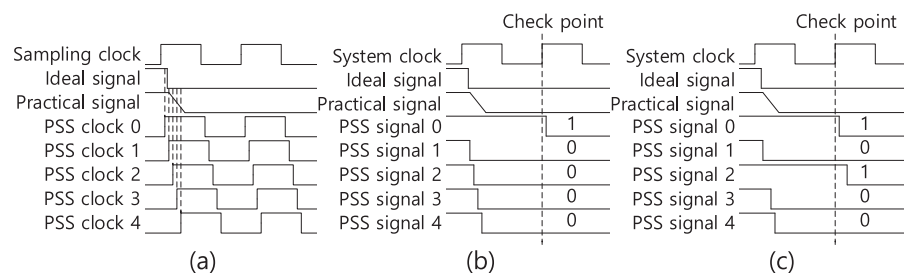 Check point
Check point
Sampling clock
System clock
System clock
Ideal signal
Ideal signal
Ideal signal
Practical signal
Practical signal
Practical signal
PSS clock 0
PSS signal 0
1
PSS signal 0
1
PSS clock 1
PSS signal 1
0
PSS signal 1
0
PSS clock 2
PSS signal 2
0
PSS signal 2
1
PSS clock 3
PSS signal 3
0
PSS signal 3
0
PSS clock 4
PSS signal 4
0
PSS signal 4
0
(a)
(b)
(c)